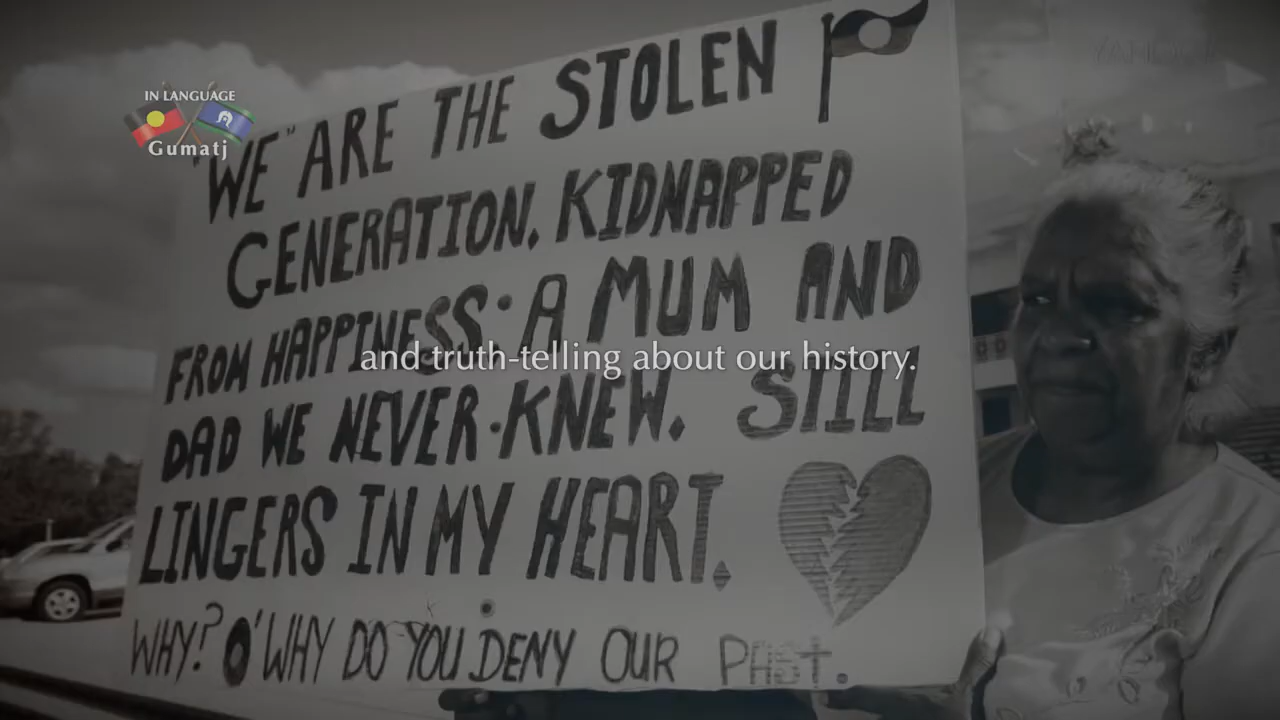 IN LANGUAGE
Gumatj
"WE" ARE THE STOLEN
GENERATION. KIDNAPPED
FROM HAPPINESS: A MUM AND
DAD WE NEVER KNEW. STILL
LINGERS IN MY HEART.
WHY? O' WHY DO YOU DENY OUR PAST.
and truth-telling about our history.